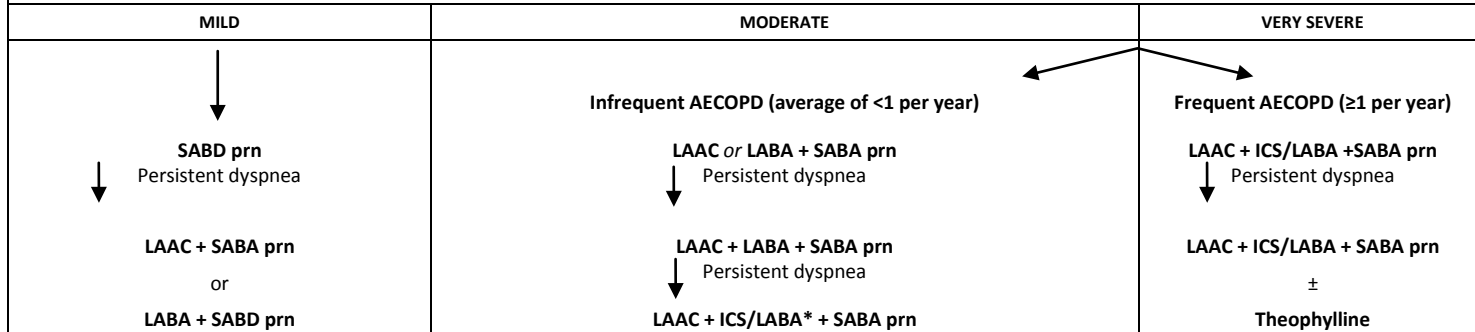 MILD
MODERATE
VERY SEVERE
Infrequent AECOPD (average of <1 per year)
Frequent AECOPD (≥1 per year)
SABD prn
LAAC or LABA + SABA prn
LAAC + ICS/LABA +SABA prn
Persistent dyspnea
Persistent dyspnea
Persistent dyspnea
LAAC + SABA prn
LAAC + LABA + SABA prn
LAAC + ICS/LABA + SABA prn
or
Persistent dyspnea
±
LABA + SABD prn
LAAC + ICS/LABA* + SABA prn
Theophylline